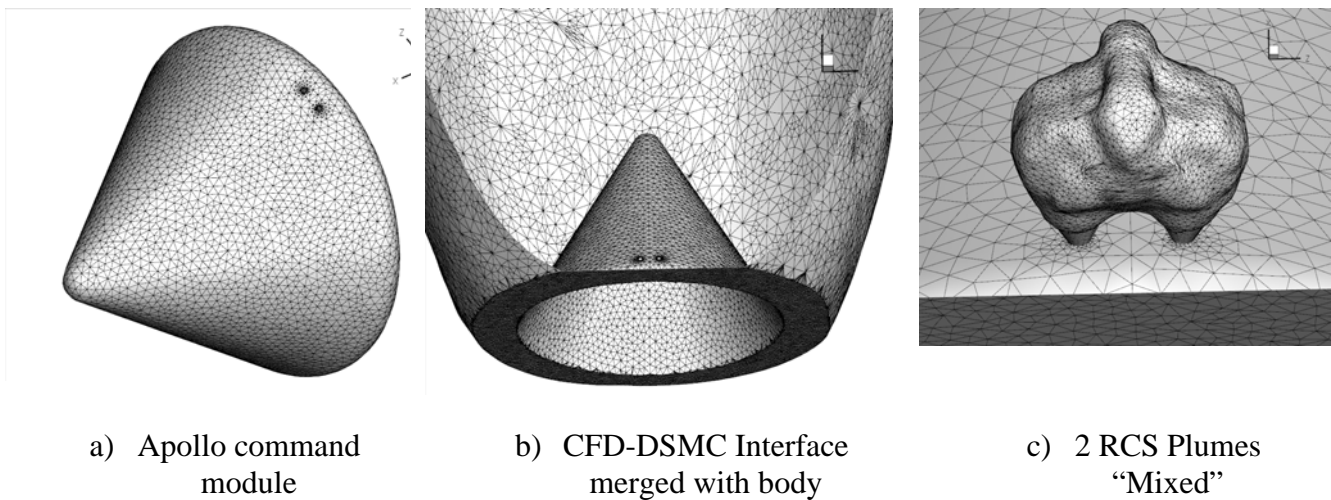 z
x
z
a) Apollo command
module
b) CFD-DSMC Interface
merged with body
c) 2 RCS Plumes
“Mixed”